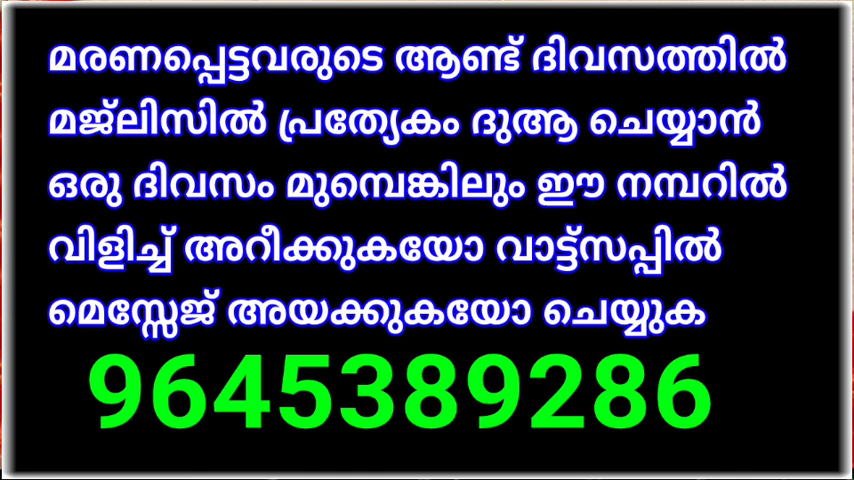 മരണപ്പെട്ടവരുടെ ആണ്ട് ദിവസത്തിൽ
മജ്ലിസിൽ പ്രത്യേകം ദുആ ചെയ്യാൻ
ഒരു ദിവസം മുമ്പെങ്കിലും ഈ നമ്പറിൽ
വിളിച്ച് അറീക്കുകയോ വാട്ട്സപ്പിൽ
മെസ്സേജ് അയക്കുകയോ ചെയ്യുക
9645389286